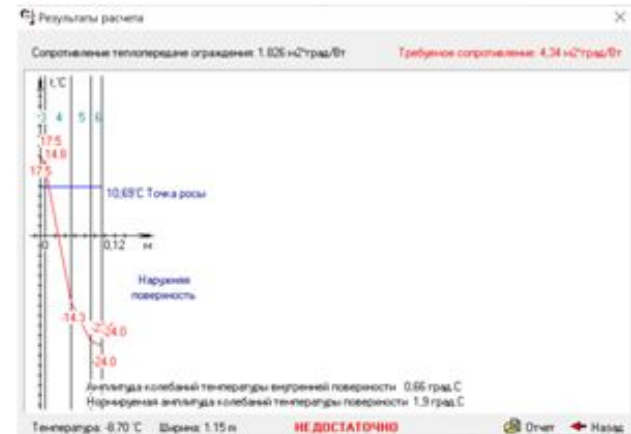 Результаты расчета
Сопротивление теплопередаче ограждения: 1.826 м2*град/Вт
Требуемое сопротивление: 4,34 м2*град/Вт
t,°C
3 4 5 6
17.5
14.8
17.5
10,69°C Точка росы
0 0,12 м
Наружняя
поверхность
-14.3
-24.0
-24.0
Амплитуда колебаний температуры внутренней поверхности 0.66 град.С
Нормируемая амплитуда колебаний температуры поверхности 1,9 град.С
Температура: -8.70 °C Ширина: 1.15 m НЕДОСТАТОЧНО Отчет Назад